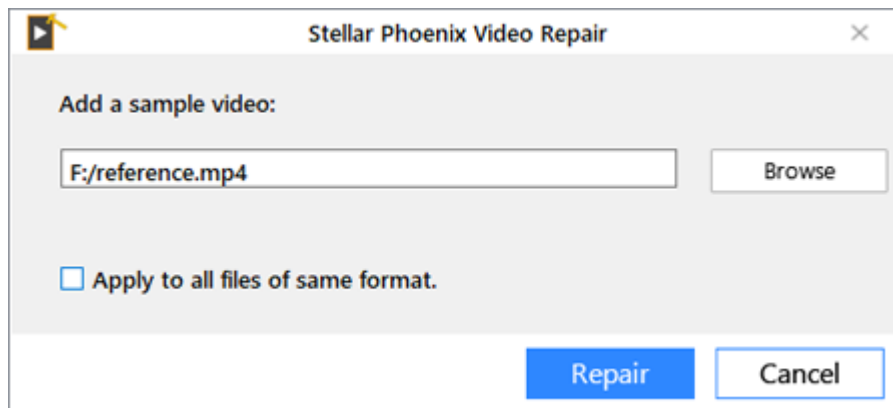 Stellar Phoenix Video Repair
Add a sample video:
F:/reference.mp4
Browse
Apply to all files of same format.
Repair
Cancel